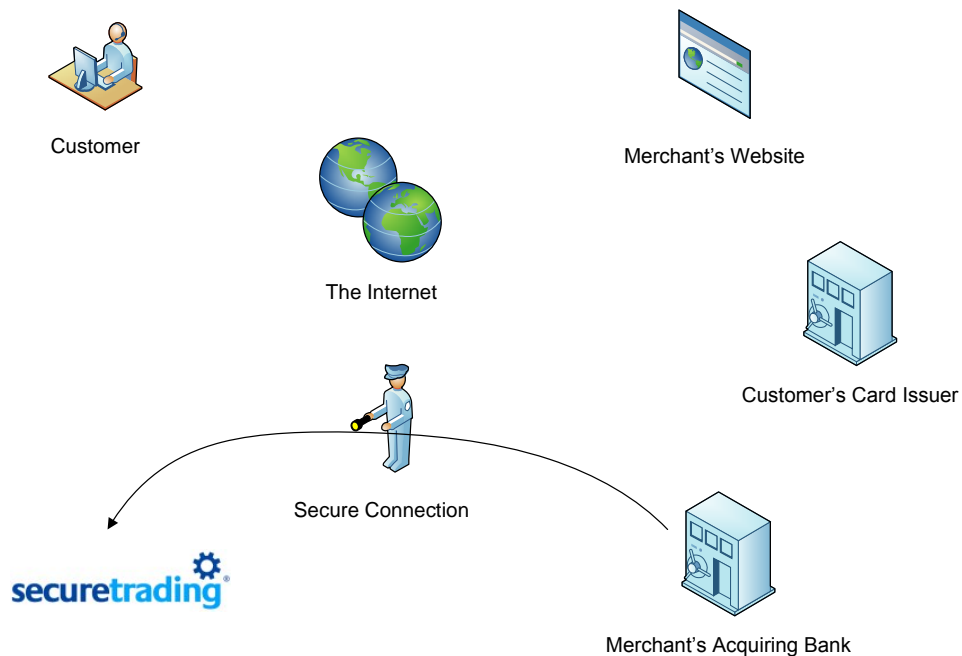 Customer
Merchant's Website
The Internet
Customer's Card Issuer
Secure Connection
securetrading®
Merchant's Acquiring Bank